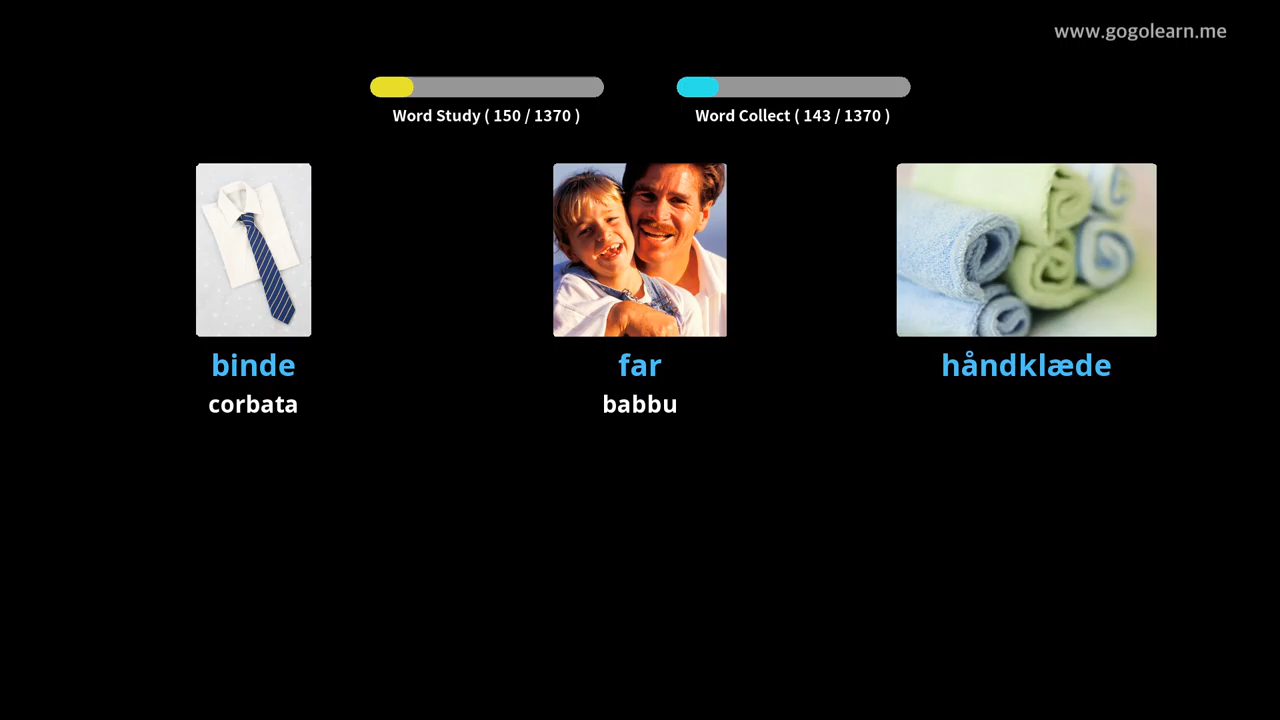 www.gogolearn.me
Word Study ( 150 / 1370 )
Word Collect ( 143 / 1370 )
binde
corbata
far
babbu
håndklæde